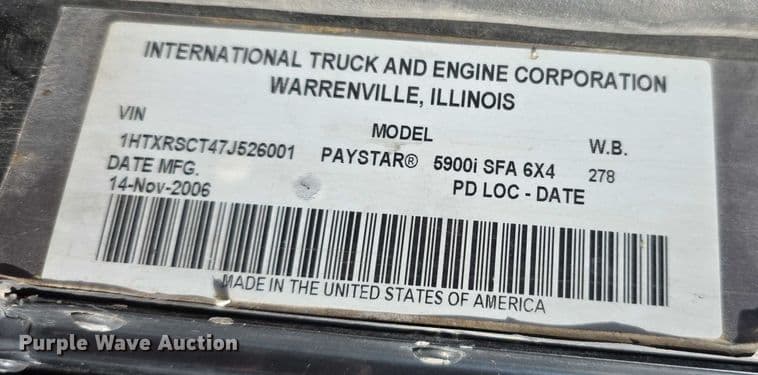 INTERNATIONAL TRUCK AND ENGINE CORPORATION
WARRENVILLE, ILLINOIS
VIN MODEL W.B.
1HTXRSCT47J526001 PAYSTAR® 5900i SFA 6X4 278
DATE MFG. PD LOC - DATE
14-Nov-2006
MADE IN THE UNITED STATES OF AMERICA
Purple Wave Auction